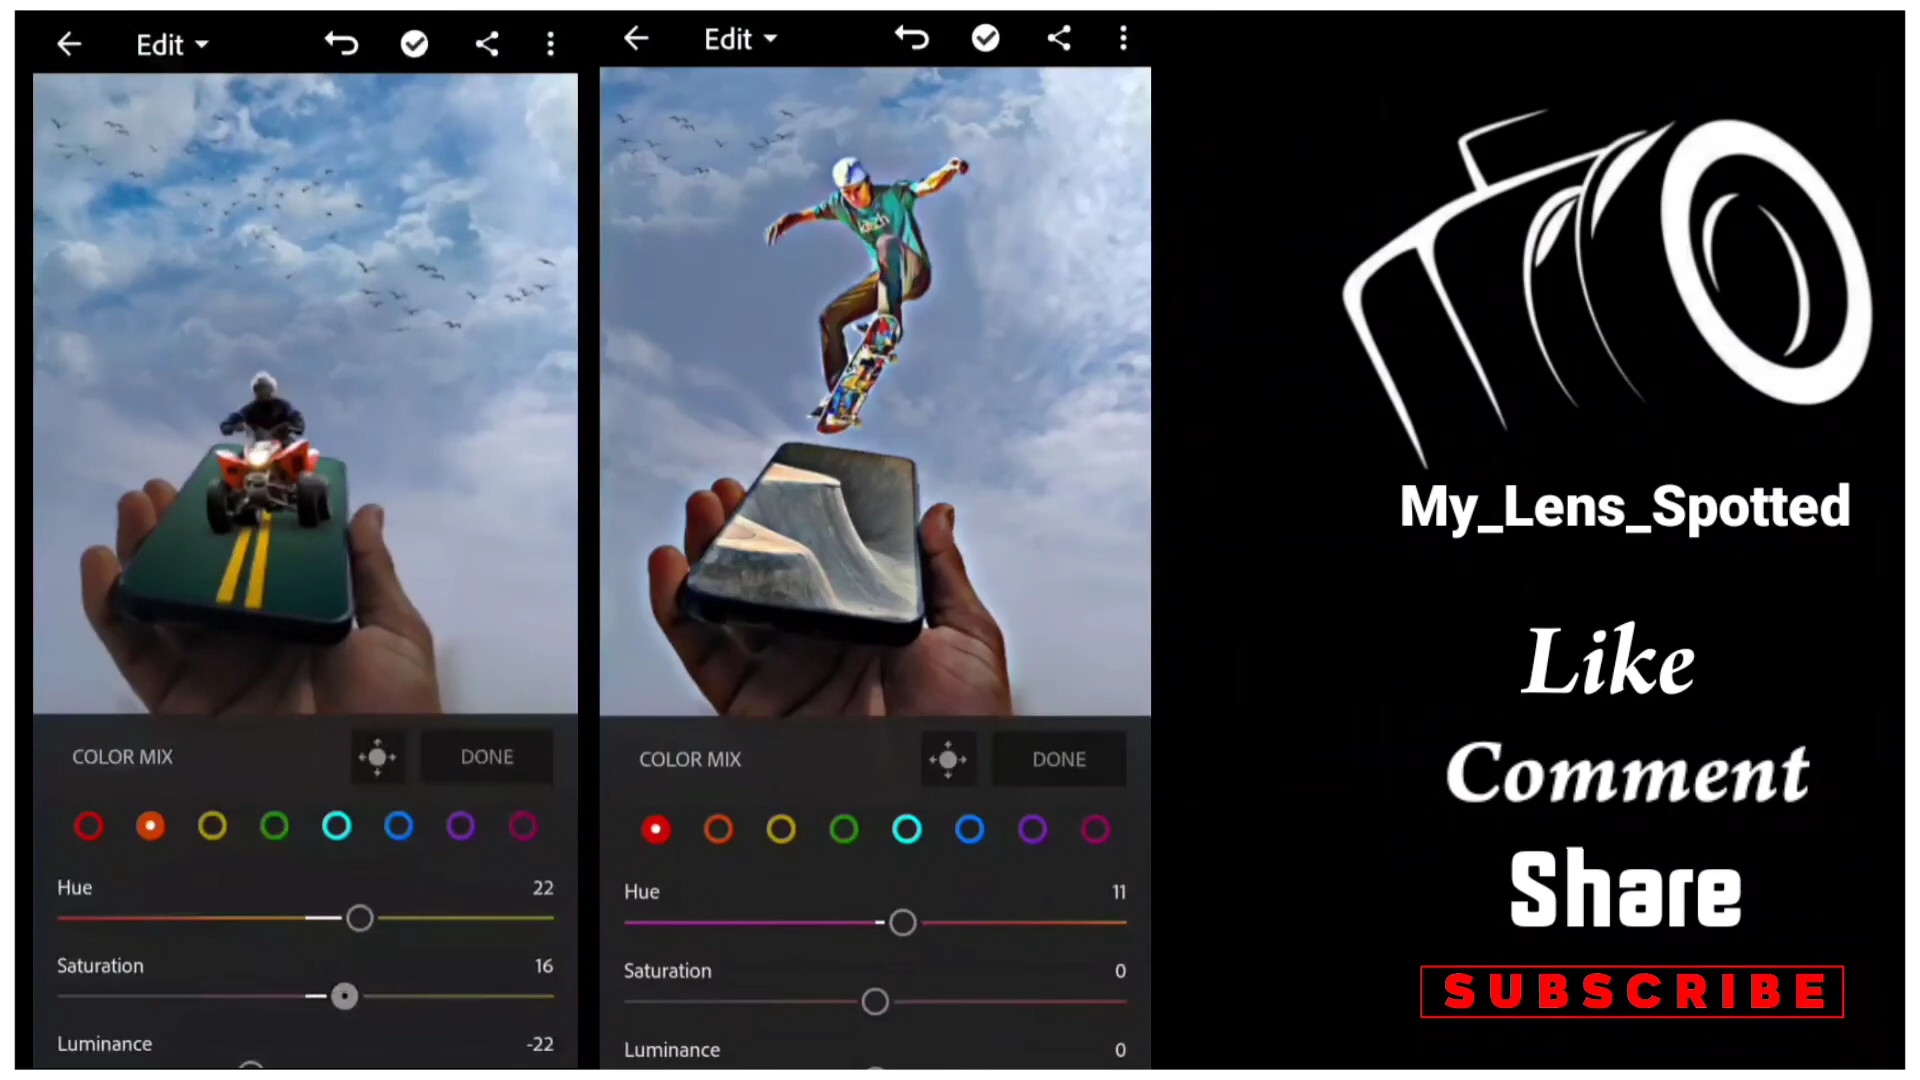 Edit
COLOR MIX
DONE
Hue
22
Saturation
16
Luminance
-22
Edit
COLOR MIX
DONE
Hue
11
Saturation
0
Luminance
0
My_Lens_Spotted
Like
Comment
Share
SUBSCRIBE